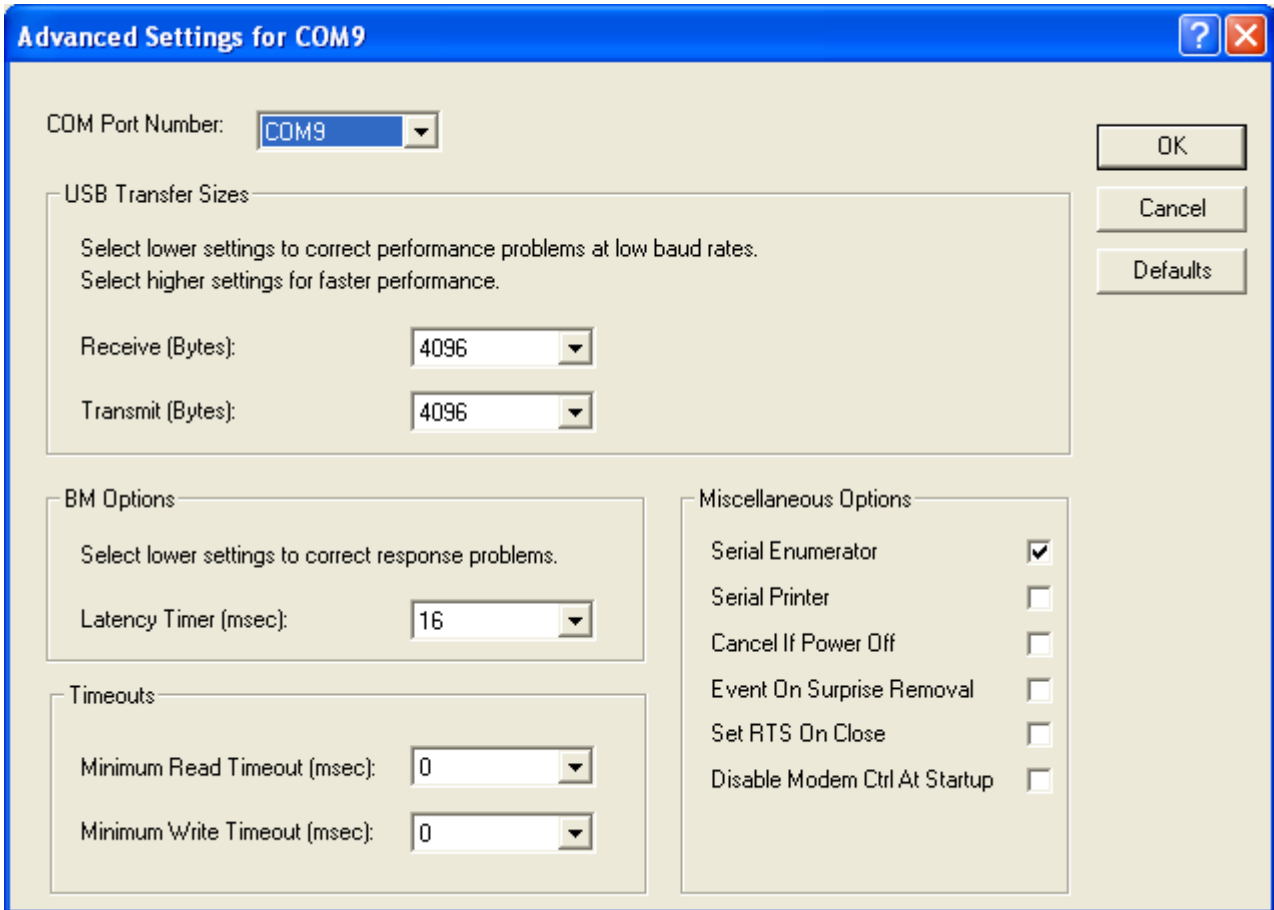 Advanced Settings for COM9
COM Port Number:
COM9
OK
Cancel
Defaults
USB Transfer Sizes
Select lower settings to correct performance problems at low baud rates.
Select higher settings for faster performance.
Receive (Bytes):
4096
Transmit (Bytes):
4096
BM Options
Select lower settings to correct response problems.
Latency Timer (msec):
16
Timeouts
Minimum Read Timeout (msec):
0
Minimum Write Timeout (msec):
0
Miscellaneous Options
Serial Enumerator
Serial Printer
Cancel If Power Off
Event On Surprise Removal
Set RTS On Close
Disable Modem Ctrl At Startup